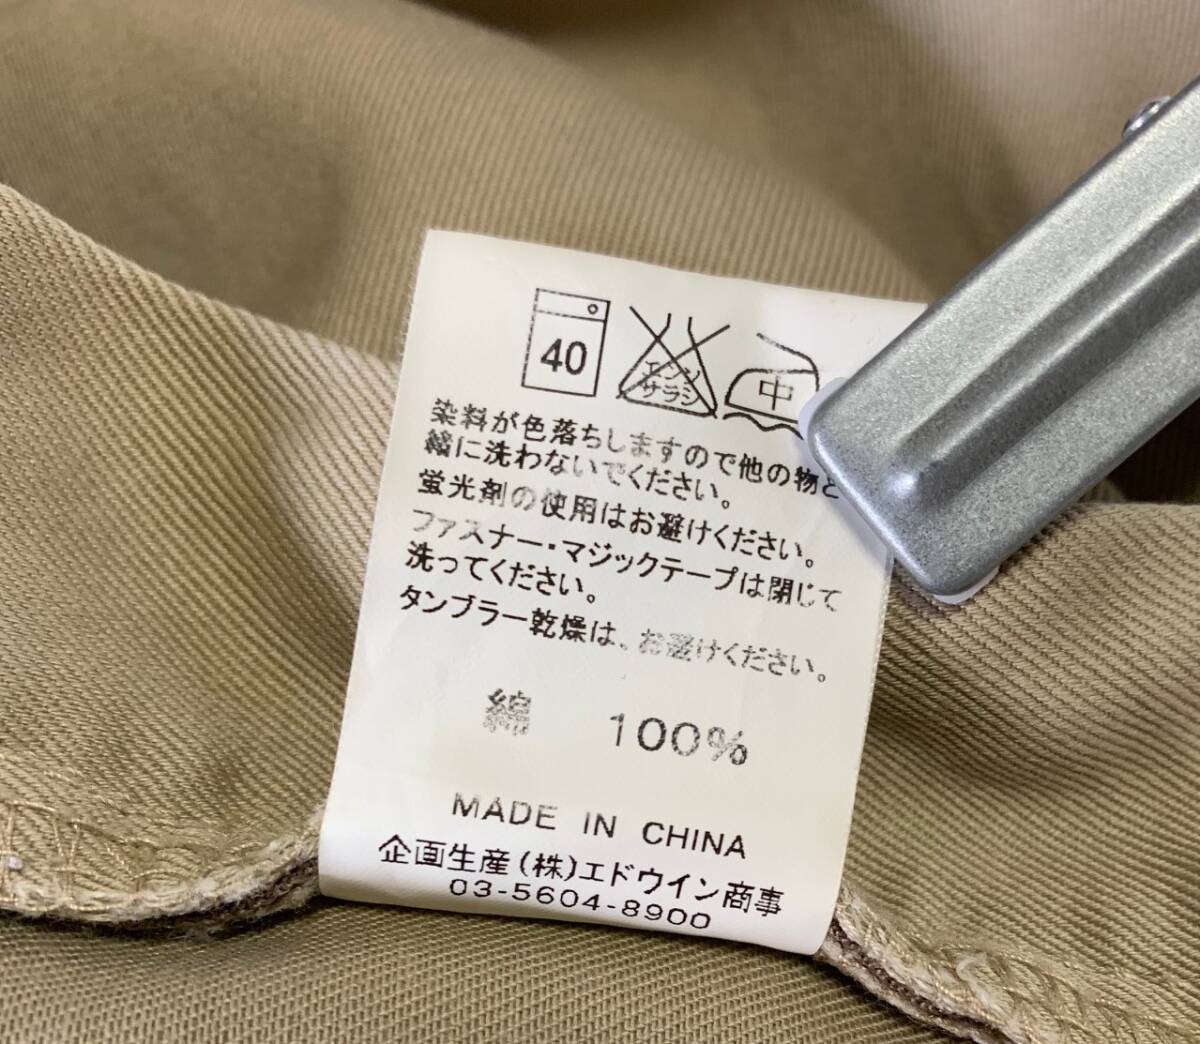 40
エンソ
サラシ
中
染料が色落ちしますので他の物と
緒に洗わないでください。
蛍光剤の使用はお避けください。
ファスナー・マジックテープは閉じて
洗ってください。
タンブラー乾燥は、お避けください。
綿 100%
MADE IN CHINA
企画生産(株)エドウイン商事
03-5604-8900